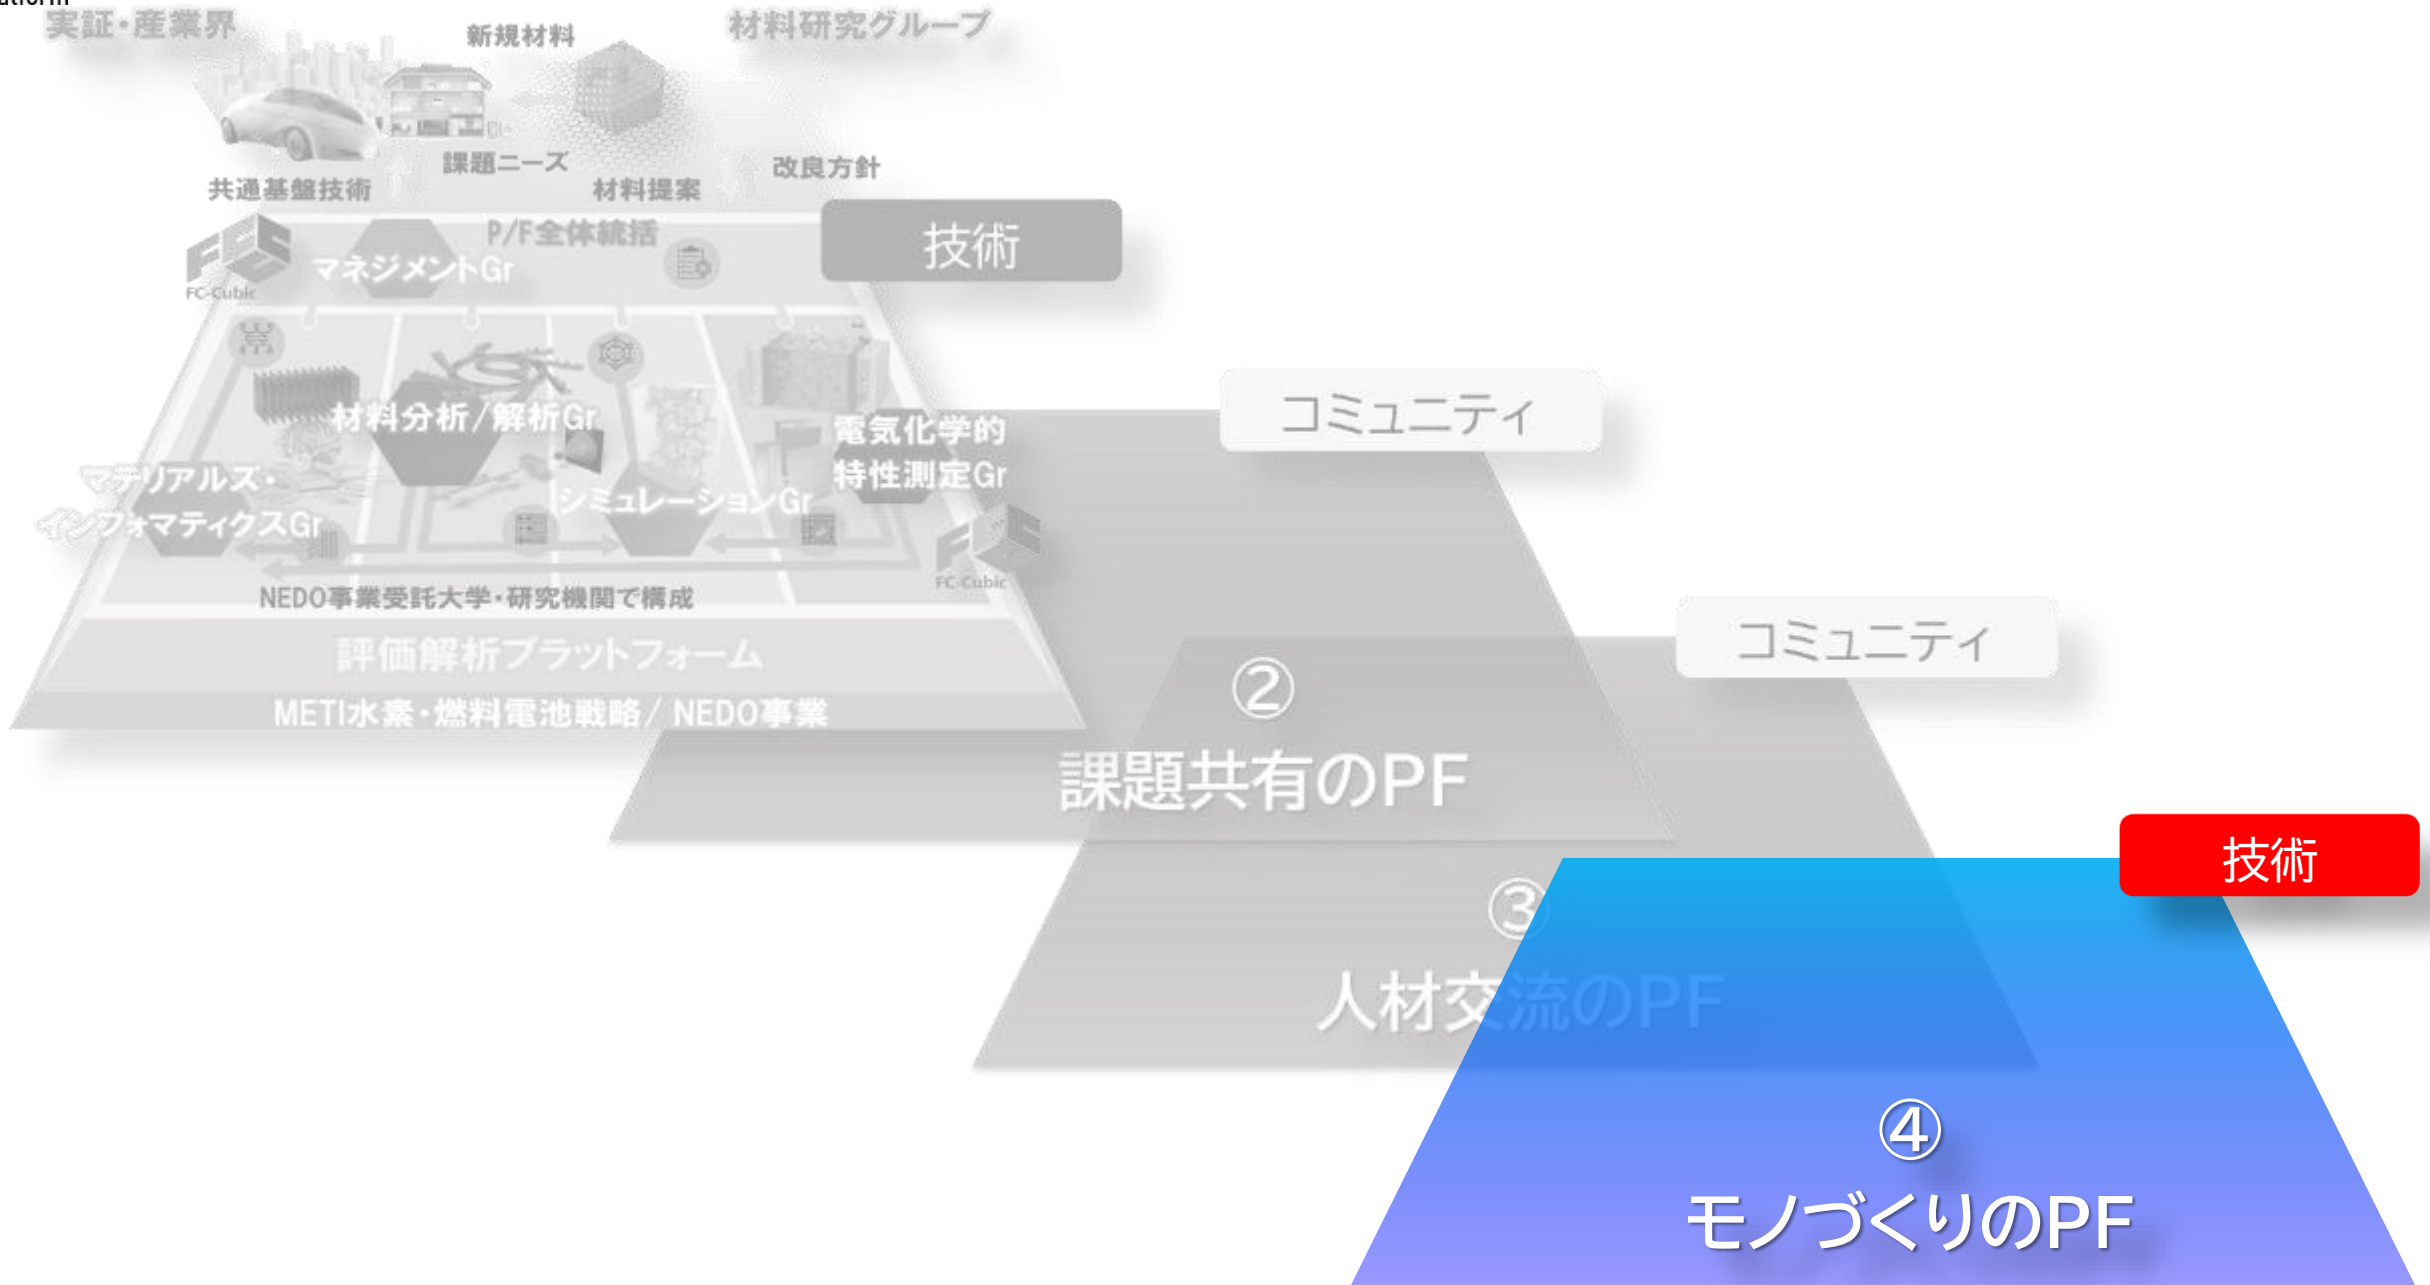 実証・産業界
新規材料
材料研究グループ
課題ニーズ
改良方針
共通基盤技術
材料提案
P/F全体統括
技術
マネジメントGr
FC-Cubic
材料分析/解析Gr
電気化学的
特性測定Gr
マテリアルズ・
インフォマティクスGr
シミュレーションGr
FC-Cubic
NEDO事業受託大学・研究機関で構成
評価解析プラットフォーム
METI水素・燃料電池戦略/ NEDO事業
コミュニティ
②
課題共有のPF
コミュニティ
③
人材交流のPF
技術
④
モノづくりのPF